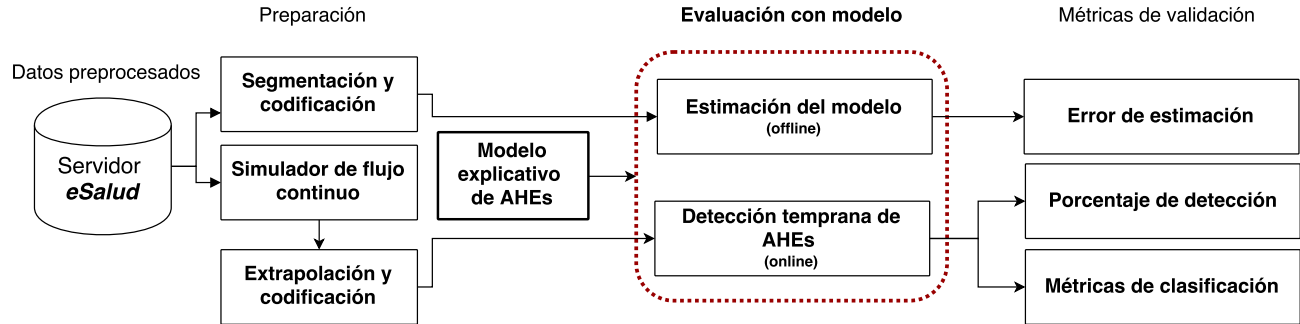 Preparación
Evaluación con modelo
Métricas de validación
Datos preprocesados
Servidor
eSalud
Segmentación y
codificación
Simulador de flujo
continuo
Extrapolación y
codificación
Modelo
explicativo
de AHEs
Estimación del modelo
(offline)
Detección temprana de
AHEs
(online)
Error de estimación
Porcentaje de detección
Métricas de clasificación